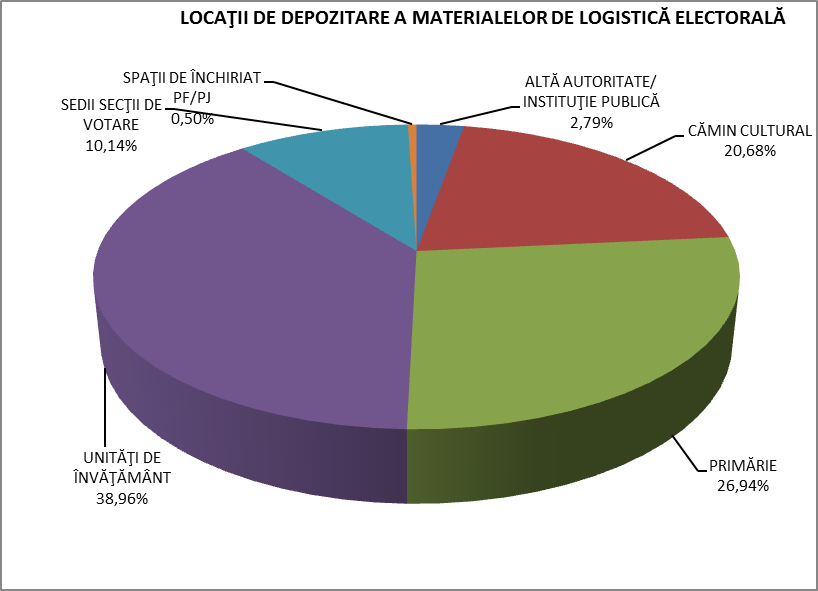 LOCAŢII DE DEPOZITARE A MATERIALELOR DE LOGISTICĂ ELECTORALĂ
SPAŢII DE ÎNCHIRIAT
PF/PJ
0,50%
ALTĂ AUTORITATE/
INSTITUŢIE PUBLICĂ
2,79%
SEDII SECŢII DE
VOTARE
10,14%
CĂMIN CULTURAL
20,68%
UNITĂŢI DE
ÎNVĂŢĂMÂNT
38,96%
PRIMĂRIE
26,94%